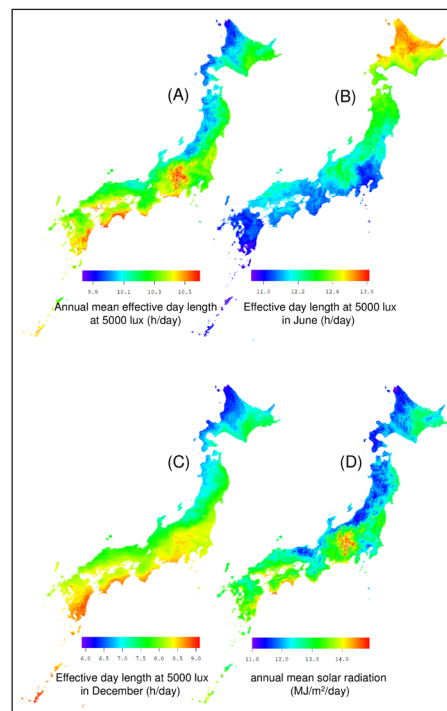 (A)
(B)
9.9 10.1 10.3 10.5
Annual mean effective day length
at 5000 lux (h/day)
11.8 12.2 12.6 13.0
Effective day length at 5000 lux
in June (h/day)
(C)
(D)
6.0 6.5 7.0 7.5 8.0 8.5 9.0
Effective day length at 5000 lux
in December (h/day)
11.0 12.0 13.0 14.0
annual mean solar radiation
(MJ/m²/day)